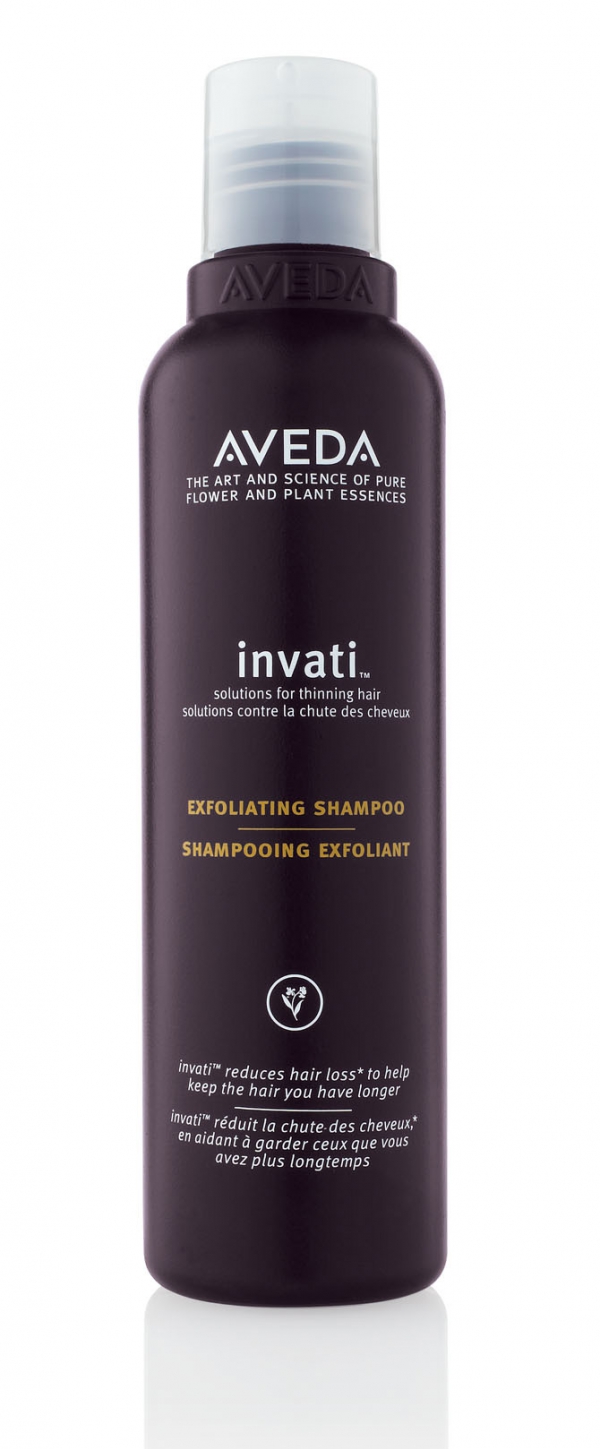 AVEDA
AVEDA
THE ART AND SCIENCE OF PURE
FLOWER AND PLANT ESSENCES
invati™
solutions for thinning hair
solutions contre la chute des cheveux
EXFOLIATING SHAMPOO
SHAMPOOING EXFOLIANT
invati™ reduces hair loss* to help
keep the hair you have longer
invati™ réduit la chute des cheveux,*
en aidant à garder ceux que vous
avez plus longtemps